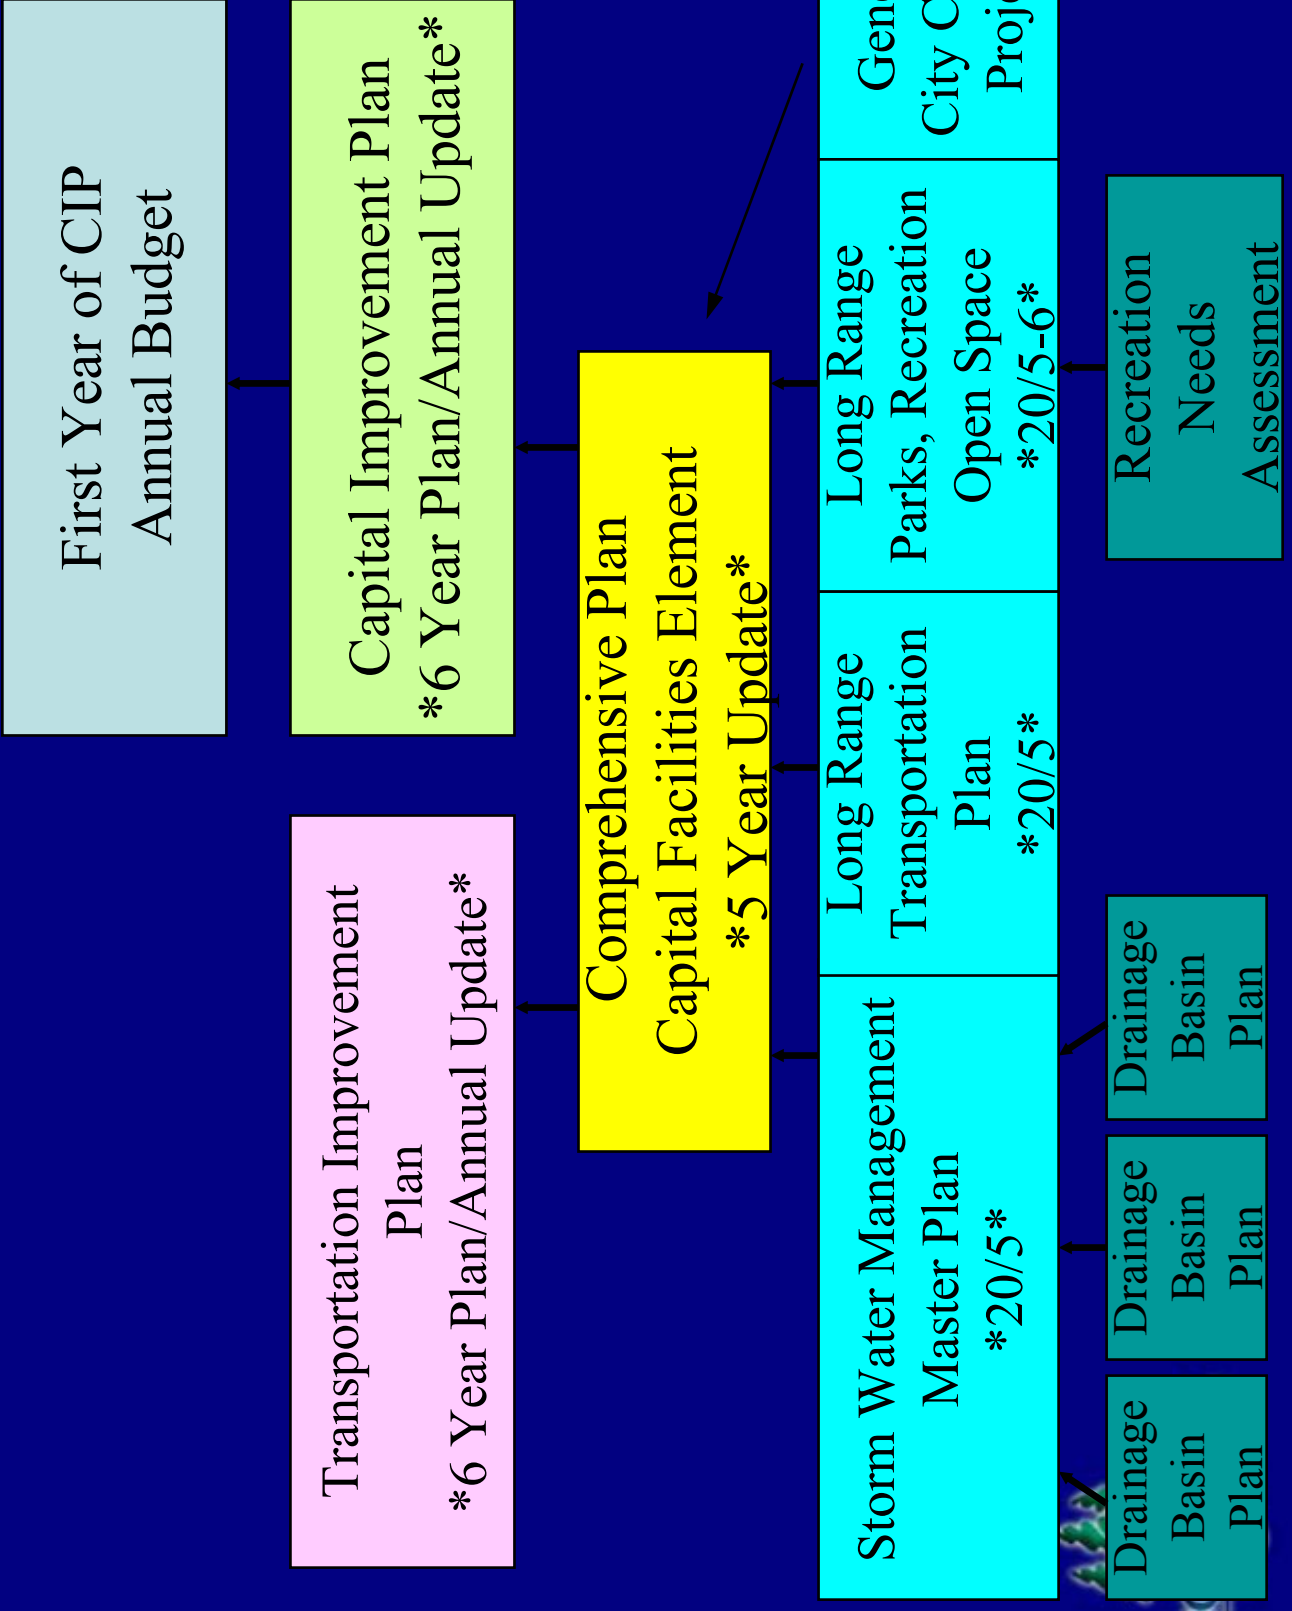 First Year of CIP
Annual Budget
Transportation Improvement
Plan
*6 Year Plan/Annual Update*
Capital Improvement Plan
*6 Year Plan/Annual Update*
Comprehensive Plan
Capital Facilities Element
*5 Year Update*
Storm Water Management
Master Plan
*20/5*
Long Range
Transportation
Plan
*20/5*
Long Range
Parks, Recreation
Open Space
*20/5-6*
City
Drainage
Basin
Plan
Drainage
Basin
Plan
Drainage
Basin
Plan
Recreation
Needs
Assessment